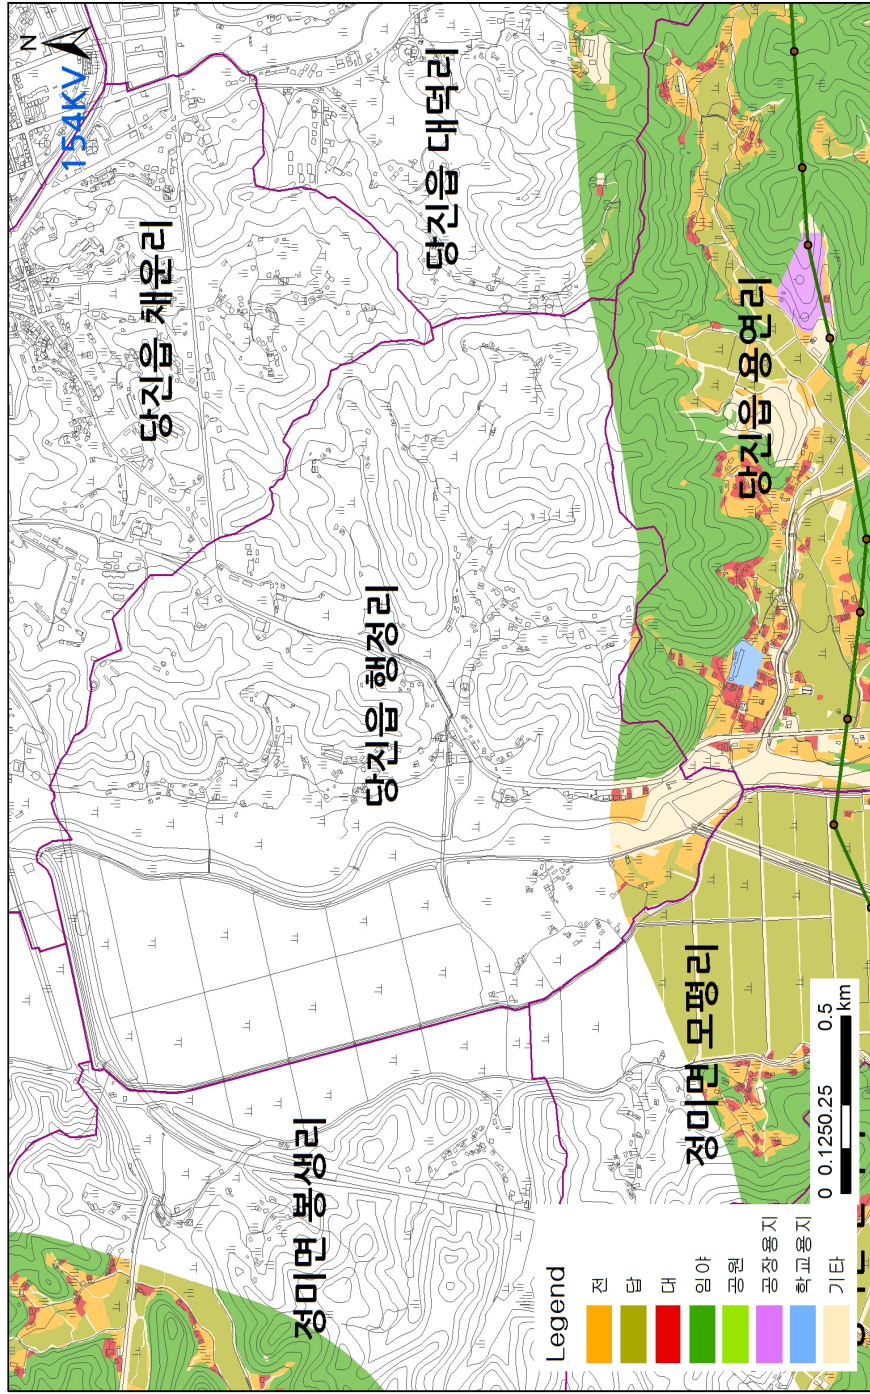 N
154KV
당진읍 채운리
당진읍 대덕리
당진읍 행정리
당진읍 용연리
정미면 봉생리
정미면 모평리
Legend
전
답
대
임야
공원
공장용지
학교용지
기타
0 0.1250.25 0.5
km